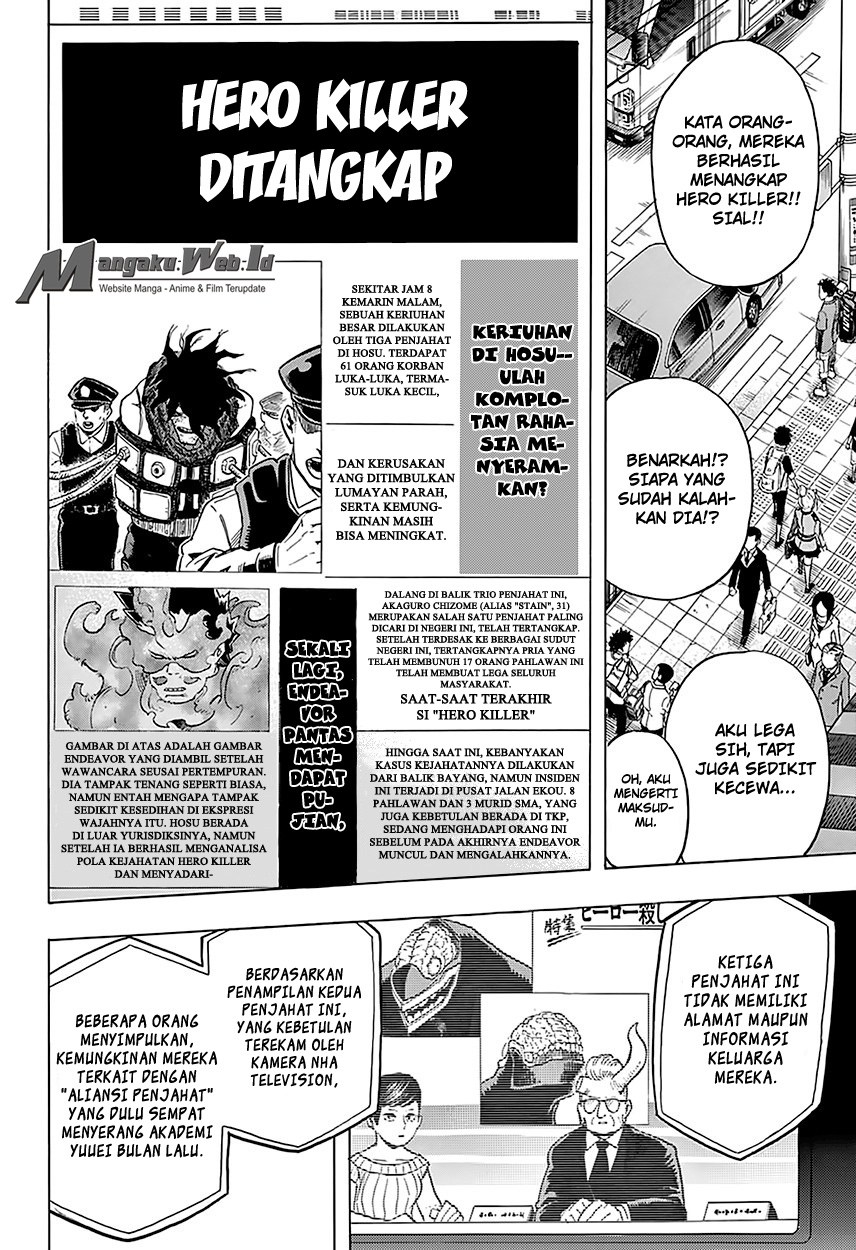 KATA ORANG-
ORANG, MEREKA
BERHASIL
MENANGKAP
HERO KILLER!!
SIAL!!
BENARKAH!?
SIAPA YANG
SUDAH KALAH-
KAN DIA!?
AKU LEGA
SIH, TAPI
JUGA SEDIKIT
KECEWA...
OH, AKU
MENGERTI
MAKSUD-
MU.
HERO KILLER
DITANGKAP
Mangaku.Web.Id
Website Manga - Anime & Film Terupdate
KERIUHAN
DI HOSU--
ULAH
KOMPLO-
TAN RAHA-
SIA ME-
NYERAM-
KAN?
SEKITAR JAM 8
KEMARIN MALAM,
SEBUAH KERIUHAN
BESAR DILAKUKAN
OLEH TIGA PENJAHAT
DI HOSU. TERDAPAT
61 ORANG KORBAN
LUKA-LUKA, TERMA-
SUK LUKA KECIL,
DAN KERUSAKAN
YANG DITIMBULKAN
LUMAYAN PARAH,
SERTA KEMUNG-
KINAN MASIH
BISA MENINGKAT.
DALANG DI BALIK TRIO PENJAHAT INI,
AKAGURO CHIZOME (ALIAS "STAIN", 31)
MERUPAKAN SALAH SATU PENJAHAT PALING
DICARI DI NEGERI INI, TELAH TERTANGKAP.
SETELAH TERDESAK KE BERBAGAI SUDUT
NEGERI INI, TERTANGKAPNYA PRIA YANG
TELAH MEMBUNUH 17 ORANG PAHLAWAN INI
TELAH MEMBUAT LEGA SELURUH
MASYARAKAT.
SAAT-SAAT TERAKHIR
SI "HERO KILLER"
HINGGA SAAT INI, KEBANYAKAN
KASUS KEJAHATANNYA DILAKUKAN
DARI BALIK BAYANG, NAMUN INSIDEN
INI TERJADI DI PUSAT JALAN EKOU. 8
PAHLAWAN DAN 3 MURID SMA, YANG
JUGA KEBETULAN BERADA DI TKP,
SEDANG MENGHADAPI ORANG INI
SEBELUM PADA AKHIRNYA ENDEAVOR
MUNCUL DAN MENGALAHKANNYA.
SEKALI
LAGI,
ENDEA-
VOR
PANTAS
MEN-
DAPAT
PU-
JIAN,
GAMBAR DI ATAS ADALAH GAMBAR
ENDEAVOR YANG DIAMBIL SETELAH
WAWANCARA SEUSAI PERTEMPURAN.
DIA TAMPAK TENANG SEPERTI BIASA,
NAMUN ENTAH MENGAPA TAMPAK
SEDIKIT KESEDIHAN DI EKSPRESI
WAJAHNYA ITU. HOSU BERADA
DI LUAR YURISDIKSINYA, NAMUN
SETELAH IA BERHASIL MENGANALISA
POLA KEJAHATAN HERO KILLER
DAN MENYADARI-
特集
ヒーロー殺し
KETIGA
PENJAHAT INI
TIDAK MEMILIKI
ALAMAT MAUPUN
INFORMASI
KELUARGA
MEREKA.
BERDASARKAN
PENAMPILAN KEDUA
PENJAHAT INI,
YANG KEBETULAN
TEREKAM OLEH
KAMERA NHA
TELEVISION,
BEBERAPA ORANG
MENYIMPULKAN,
KEMUNGKINAN MEREKA
TERKAIT DENGAN
"ALIANSI PENJAHAT"
YANG DULU SEMPAT
MENYERANG AKADEMI
YUUEI BULAN LALU.